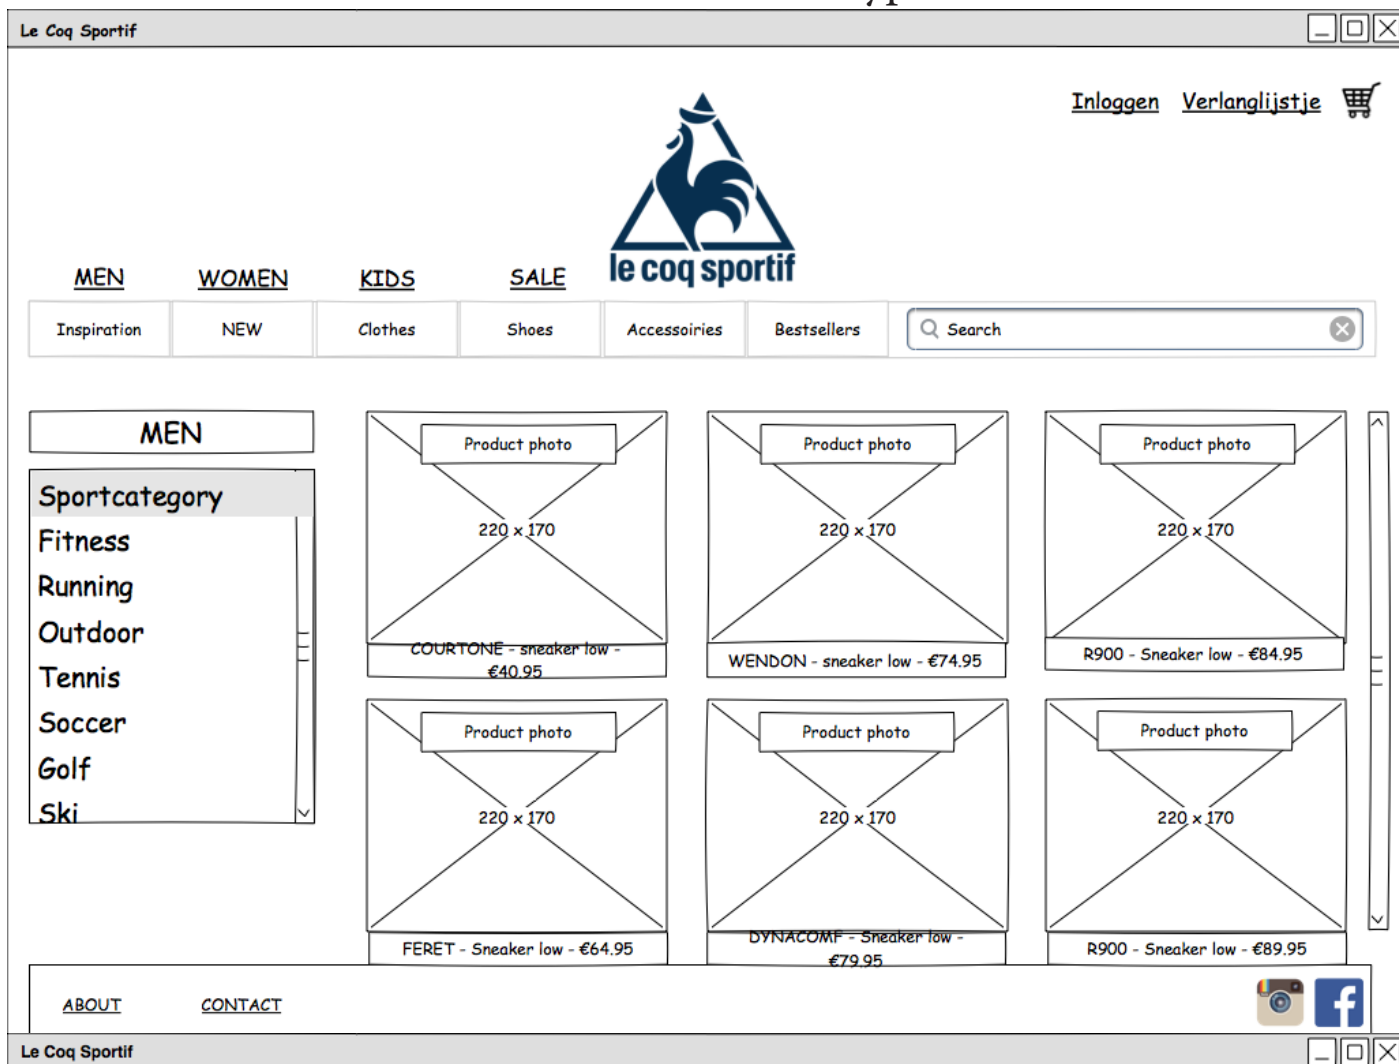 yp
Le Coq Sportif
Inloggen Verlanglijstje
le coq sportif
MEN WOMEN KIDS SALE
Inspiration NEW Clothes Shoes Accessoiries Bestsellers Search
MEN
Sportcategory
Fitness
Running
Outdoor
Tennis
Soccer
Golf
Ski
Product photo Product photo Product photo
220 x 170 220 x 170 220 x 170
COURTONE - sneaker low -
€40.95
WENDON - sneaker low - €74.95
R900 - Sneaker low - €84.95
Product photo Product photo Product photo
220 x 170 220 x 170 220 x 170
FERET - Sneaker low - €64.95
DYNACOMF - Sneaker low -
€79.95
R900 - Sneaker low - €89.95
ABOUT CONTACT
Le Coq Sportif